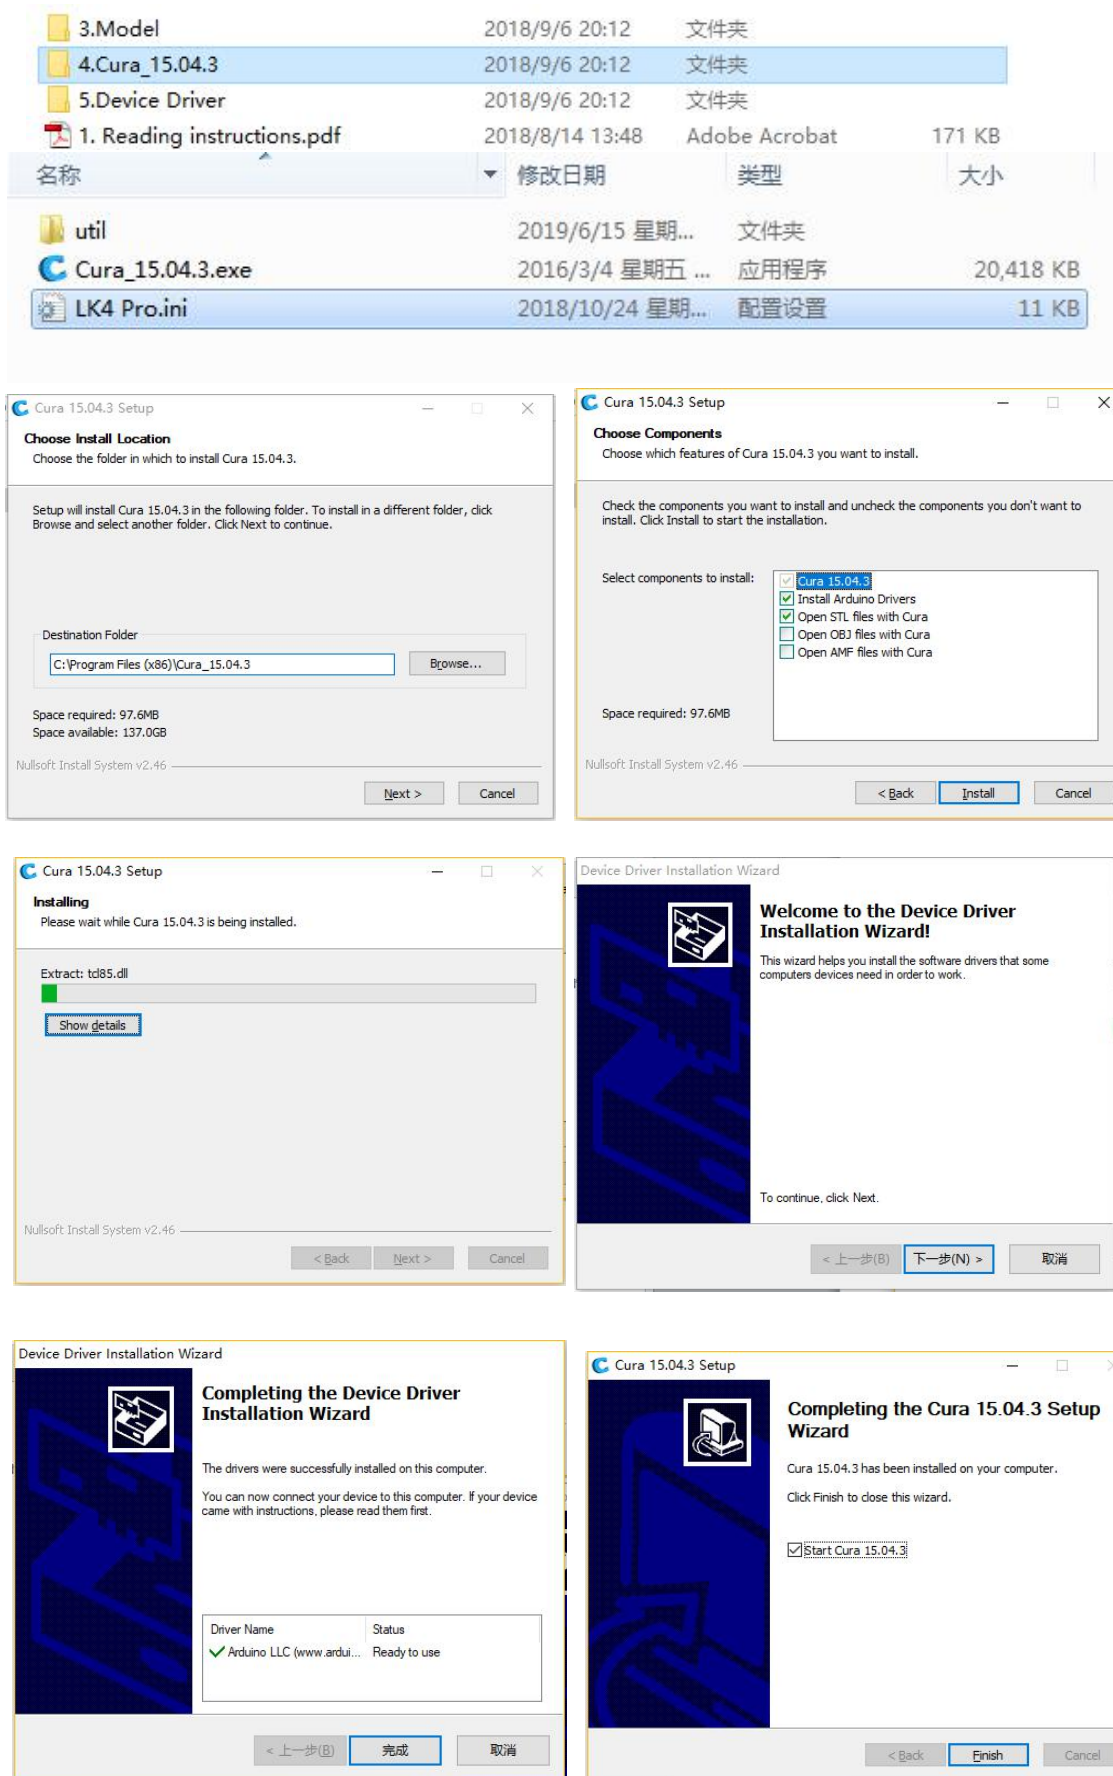 3.Model 2018/9/6 20:12 文件夹
4.Cura_15.04.3 2018/9/6 20:12 文件夹
5.Device Driver 2018/9/6 20:12 文件夹
1. Reading instructions.pdf 2018/8/14 13:48 Adobe Acrobat 171 KB
名称 修改日期 类型 大小
util 2019/6/15 星期... 文件夹
Cura_15.04.3.exe 2016/3/4 星期五 ... 应用程序 20,418 KB
LK4 Pro.ini 2018/10/24 星期... 配置设置 11 KB
Cura 15.04.3 Setup
Choose Install Location
Choose the folder in which to install Cura 15.04.3.
Setup will install Cura 15.04.3 in the following folder. To install in a different folder, click
Browse and select another folder. Click Next to continue.
Destination Folder
C:\Program Files (x86)\Cura_15.04.3
Browse...
Space required: 97.6MB
Space available: 137.0GB
Nullsoft Install System v2.46
Next > Cancel
Cura 15.04.3 Setup
Choose Components
Choose which features of Cura 15.04.3 you want to install.
Check the components you want to install and uncheck the components you don't want to
install. Click Install to start the installation.
Select components to install:
Cura 15.04.3
Install Arduino Drivers
Open STL files with Cura
Open OBJ files with Cura
Open AMF files with Cura
Space required: 97.6MB
Nullsoft Install System v2.46
< Back Install Cancel
Cura 15.04.3 Setup
Installing
Please wait while Cura 15.04.3 is being installed.
Extract: tcl85.dll
Show details
Nullsoft Install System v2.46
< Back Next > Cancel
Device Driver Installation Wizard
Welcome to the Device Driver
Installation Wizard!
This wizard helps you install the software drivers that some
computers devices need in order to work.
To continue, click Next.
< 上一步(B) 下一步(N) > 取消
Device Driver Installation Wizard
Completing the Device Driver
Installation Wizard
The drivers were successfully installed on this computer.
You can now connect your device to this computer. If your device
came with instructions, please read them first.
Driver Name Status
Arduino LLC (www.ardui... Ready to use
< 上一步(B) 完成 取消
Cura 15.04.3 Setup
Completing the Cura 15.04.3 Setup
Wizard
Cura 15.04.3 has been installed on your computer.
Click Finish to close this wizard.
Start Cura 15.04.3
< Back Finish Cancel